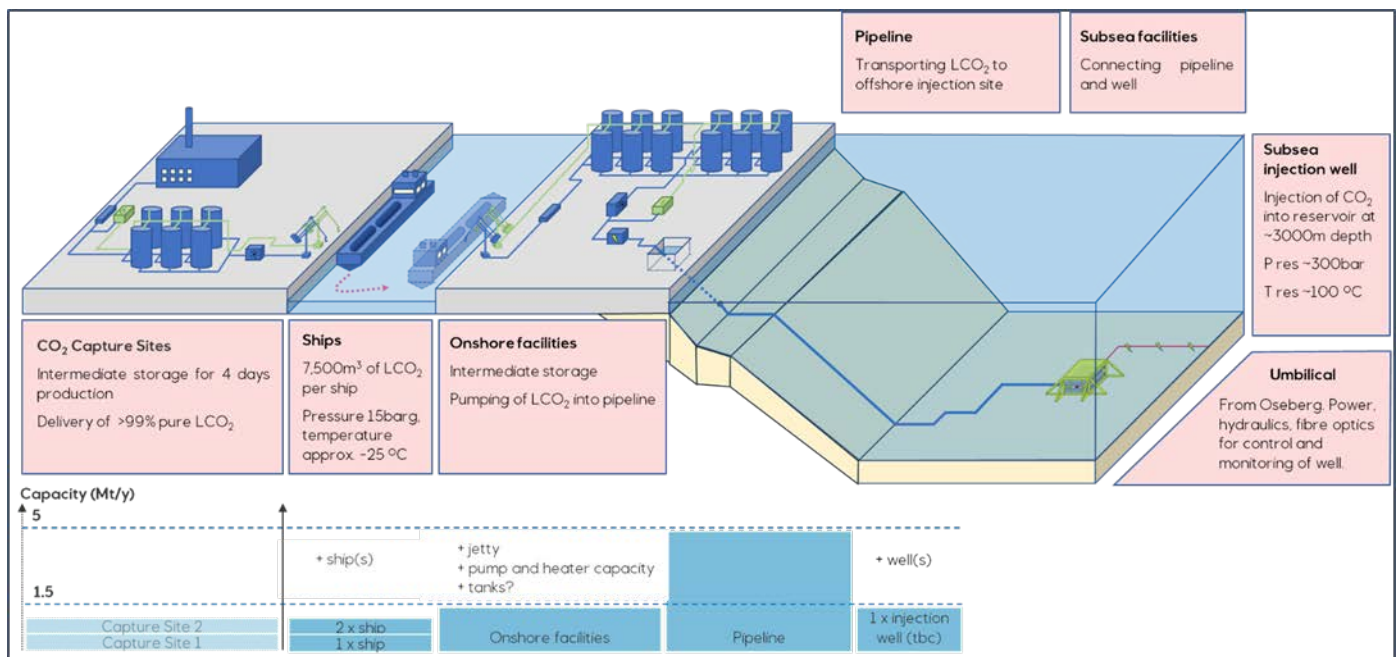 Pipeline
Transporting LCO₂ to
offshore injection site
Subsea facilities
Connecting pipeline
and well
Subsea
injection well
Injection of CO₂
into reservoir at
~3000m depth
P res ~300bar
T res ~100 °C
CO₂ Capture Sites
Intermediate storage for 4 days
production
Delivery of >99% pure LCO₂
Ships
7,500m³ of LCO₂
per ship
Pressure 15barg,
temperature
approx. -25 °C
Onshore facilities
Intermediate storage
Pumping of LCO₂ into pipeline
Umbilical
From Oseberg. Power,
hydraulics, fibre optics
for control and
monitoring of well.
Capacity (Mt/y)
5
+ ship(s)
+ jetty
+ pump and heater capacity
+ tanks?
+ well(s)
1.5
Capture Site 2
Capture Site 1
2 x ship
1 x ship
Onshore facilities
Pipeline
1 x injection
well (tbc)